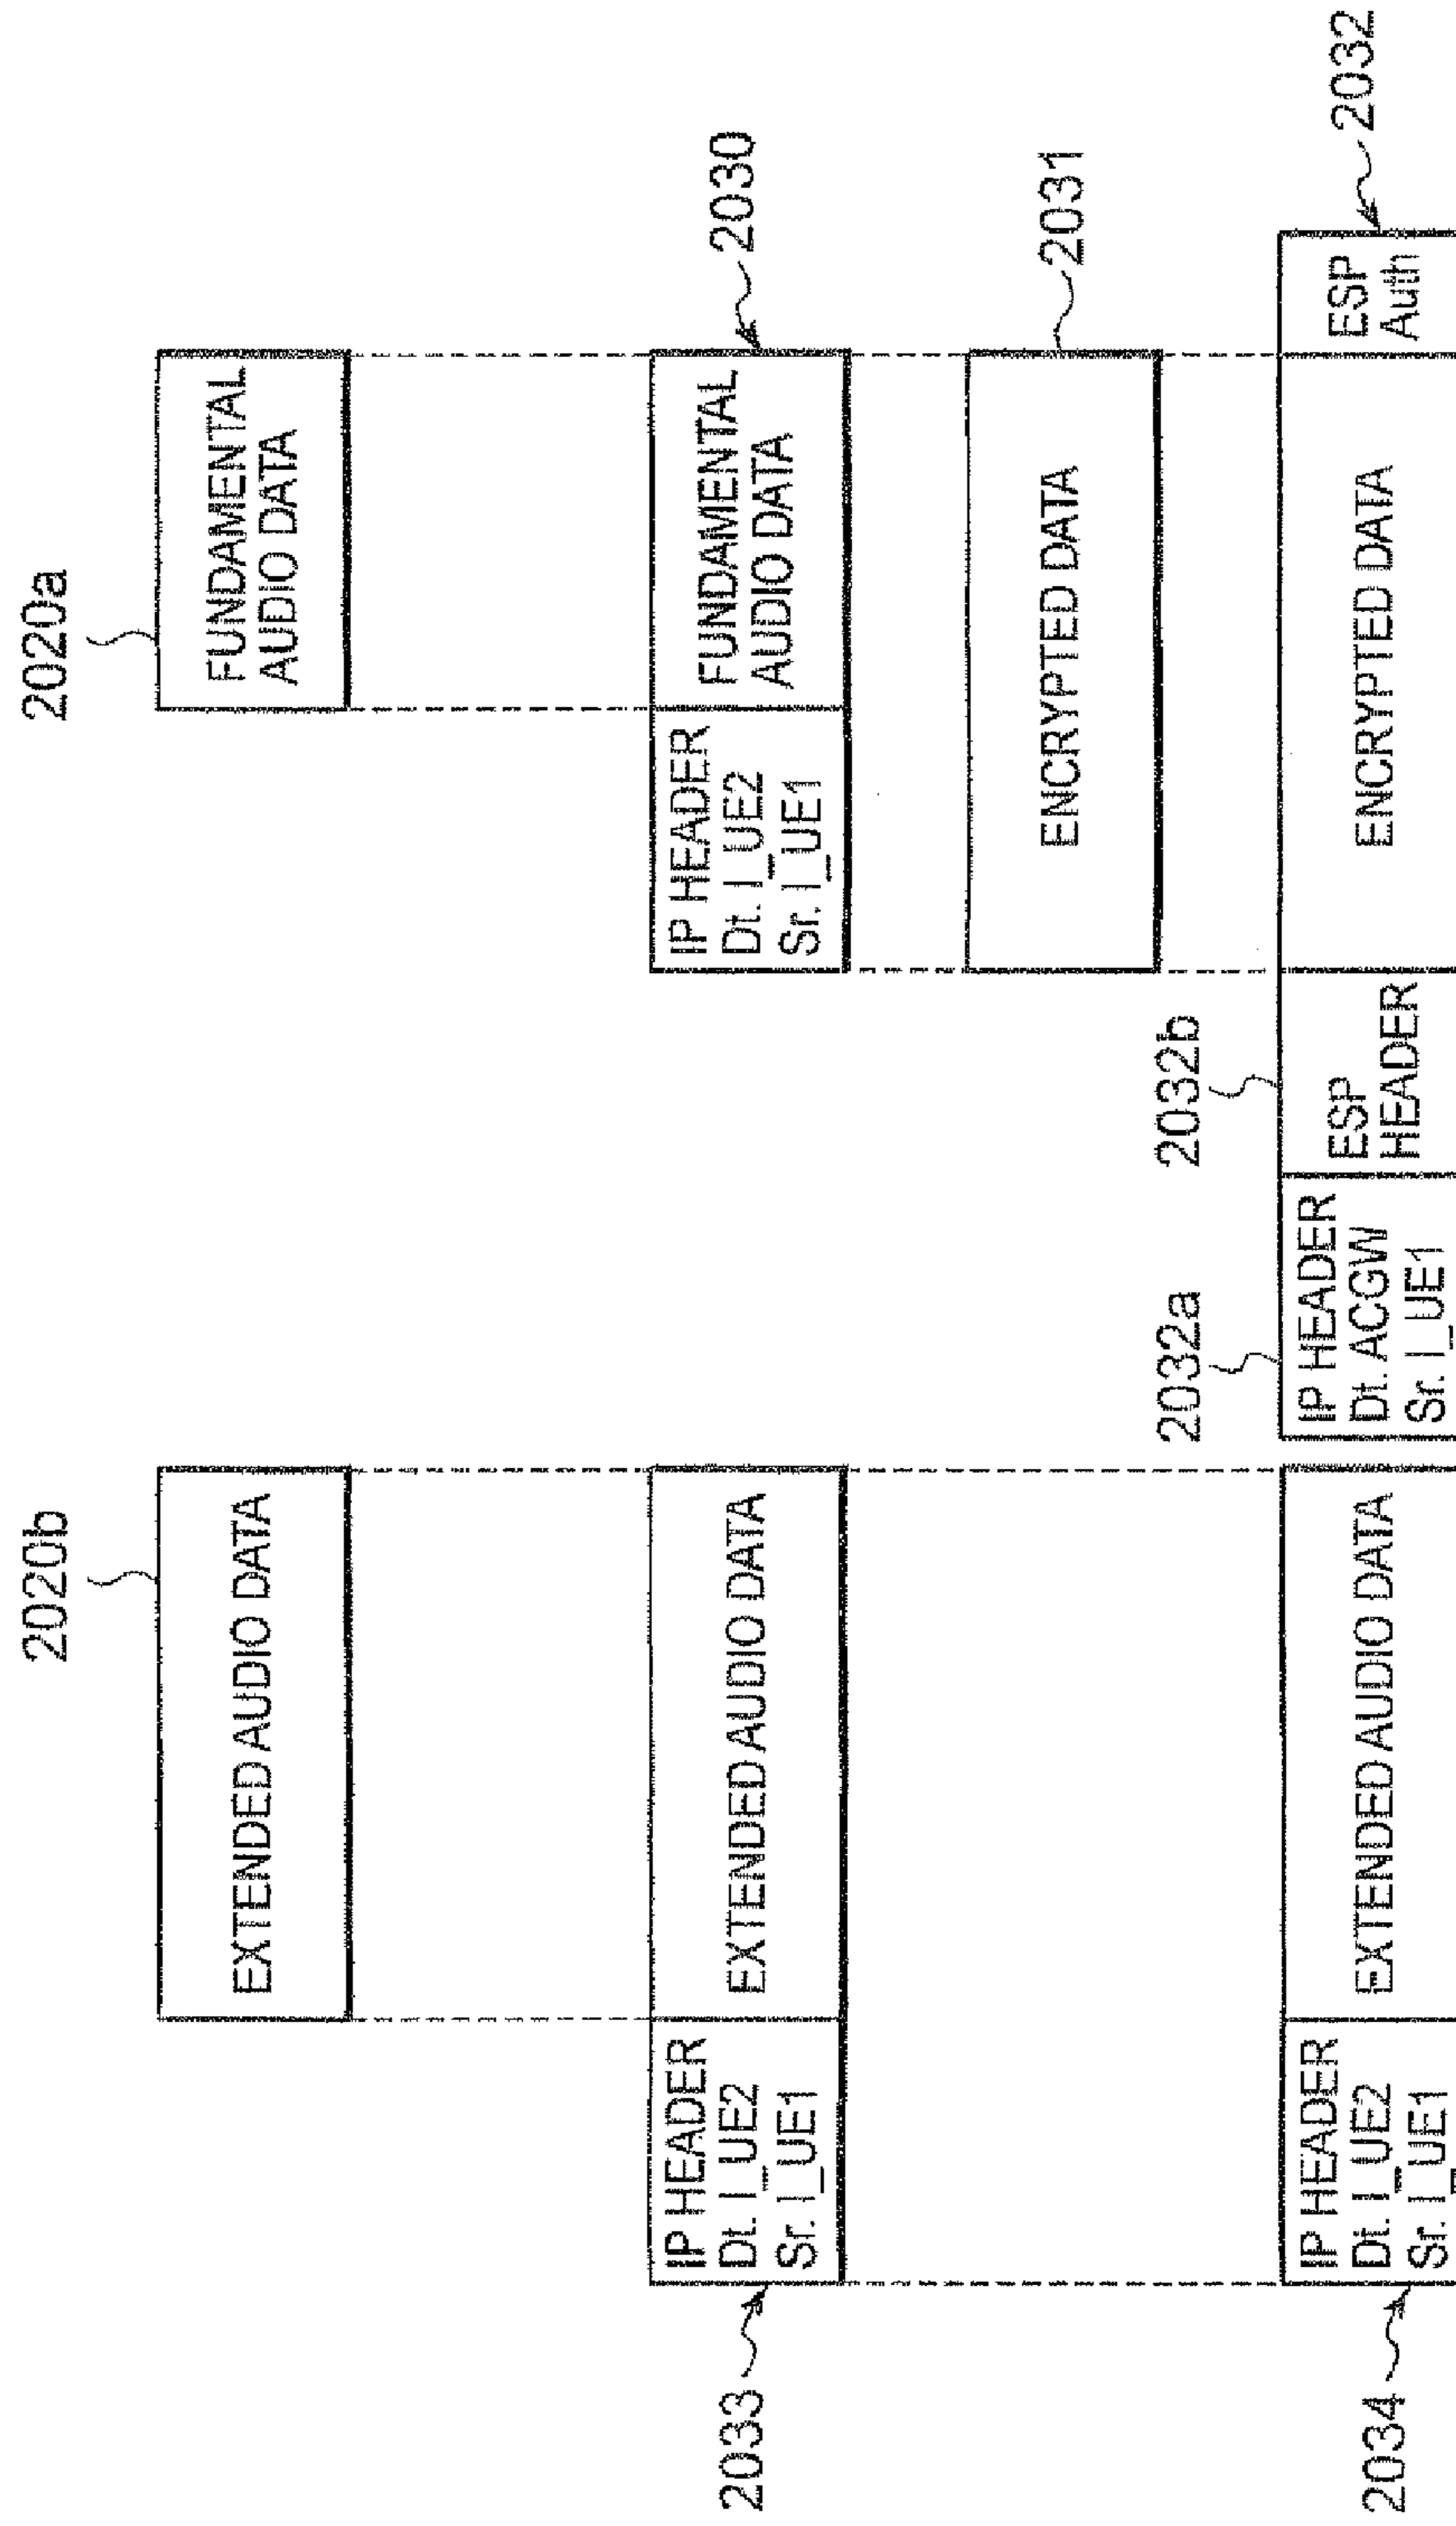 2020b
2020a
EXTENDED AUDIO DATA
FUNDAMENTAL
AUDIO DATA
2033
IP HEADER
Dt. I_UE2
Sr. I_UE1
EXTENDED AUDIO DATA
IP HEADER
Dt. I_UE2
Sr. I_UE1
FUNDAMENTAL
AUDIO DATA
2030
ENCRYPTED DATA
2031
2032a
2032b
2034
IP HEADER
Dt. I_UE2
Sr. I_UE1
EXTENDED AUDIO DATA
IP HEADER
Dt. ACGW
Sr. I_UE1
ESP
HEADER
ENCRYPTED DATA
ESP
Auth
2032